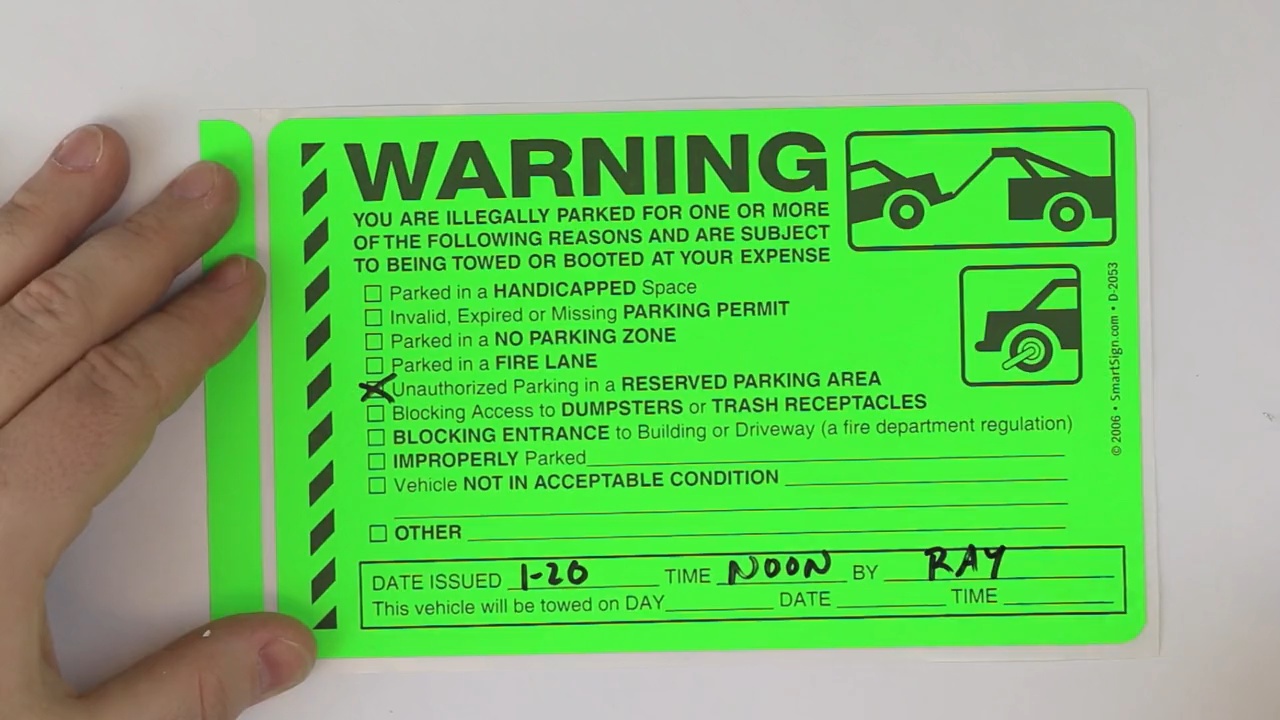 WARNING
YOU ARE ILLEGALLY PARKED FOR ONE OR MORE
OF THE FOLLOWING REASONS AND ARE SUBJECT
TO BEING TOWED OR BOOTED AT YOUR EXPENSE
Parked in a HANDICAPPED Space
Invalid, Expired or Missing PARKING PERMIT
Parked in a NO PARKING ZONE
Parked in a FIRE LANE
Unauthorized Parking in a RESERVED PARKING AREA
Blocking Access to DUMPSTERS or TRASH RECEPTACLES
BLOCKING ENTRANCE to Building or Driveway (a fire department regulation)
IMPROPERLY Parked
Vehicle NOT IN ACCEPTABLE CONDITION
OTHER
DATE ISSUED 1-20 TIME NOON BY RAY
This vehicle will be towed on DAY DATE TIME
© 2006 • SmartSign.com • D-2053